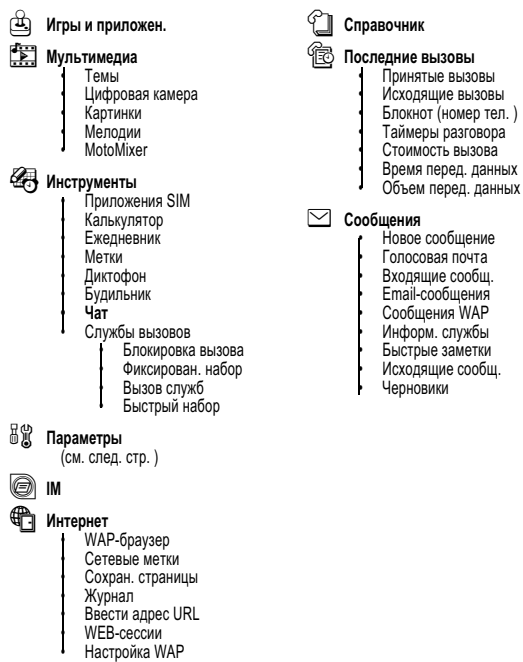 Игры и приложен.
Мультимедиа
Темы
Цифровая камера
Картинки
Мелодии
MotoMixer
Инструменты
Приложения SIM
Калькулятор
Ежедневник
Метки
Диктофон
Будильник
Чат
Службы вызовов
Блокировка вызова
Фиксирован. набор
Вызов служб
Быстрый набор
Параметры
(см. след. стр. )
IM
Интернет
WAP-браузер
Сетевые метки
Сохран. страницы
Журнал
Ввести адрес URL
WEB-сессии
Настройка WAP
Справочник
Последние вызовы
Принятые вызовы
Исходящие вызовы
Блокнот (номер тел. )
Таймеры разговора
Стоимость вызова
Время перед. данных
Объем перед. данных
Сообщения
Новое сообщение
Голосовая почта
Входящие сообщ.
Email-сообщения
Сообщения WAP
Информ. службы
Быстрые заметки
Исходящие сообщ.
Черновики